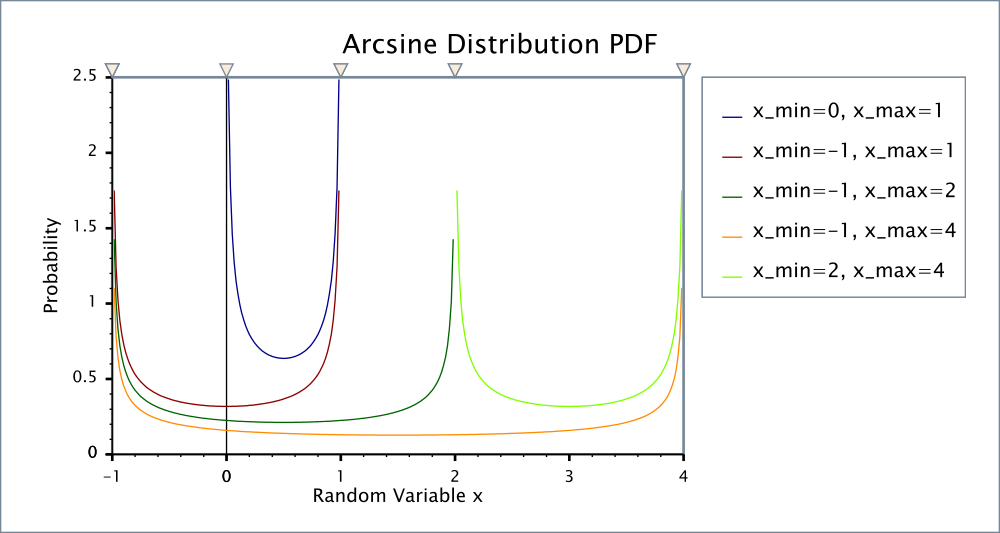 Arcsine Distribution PDF
2.5
2
1.5
1
0.5
0
Probability
-1
0
1
2
3
4
Random Variable x
x_min=0, x_max=1
x_min=-1, x_max=1
x_min=-1, x_max=2
x_min=-1, x_max=4
x_min=2, x_max=4